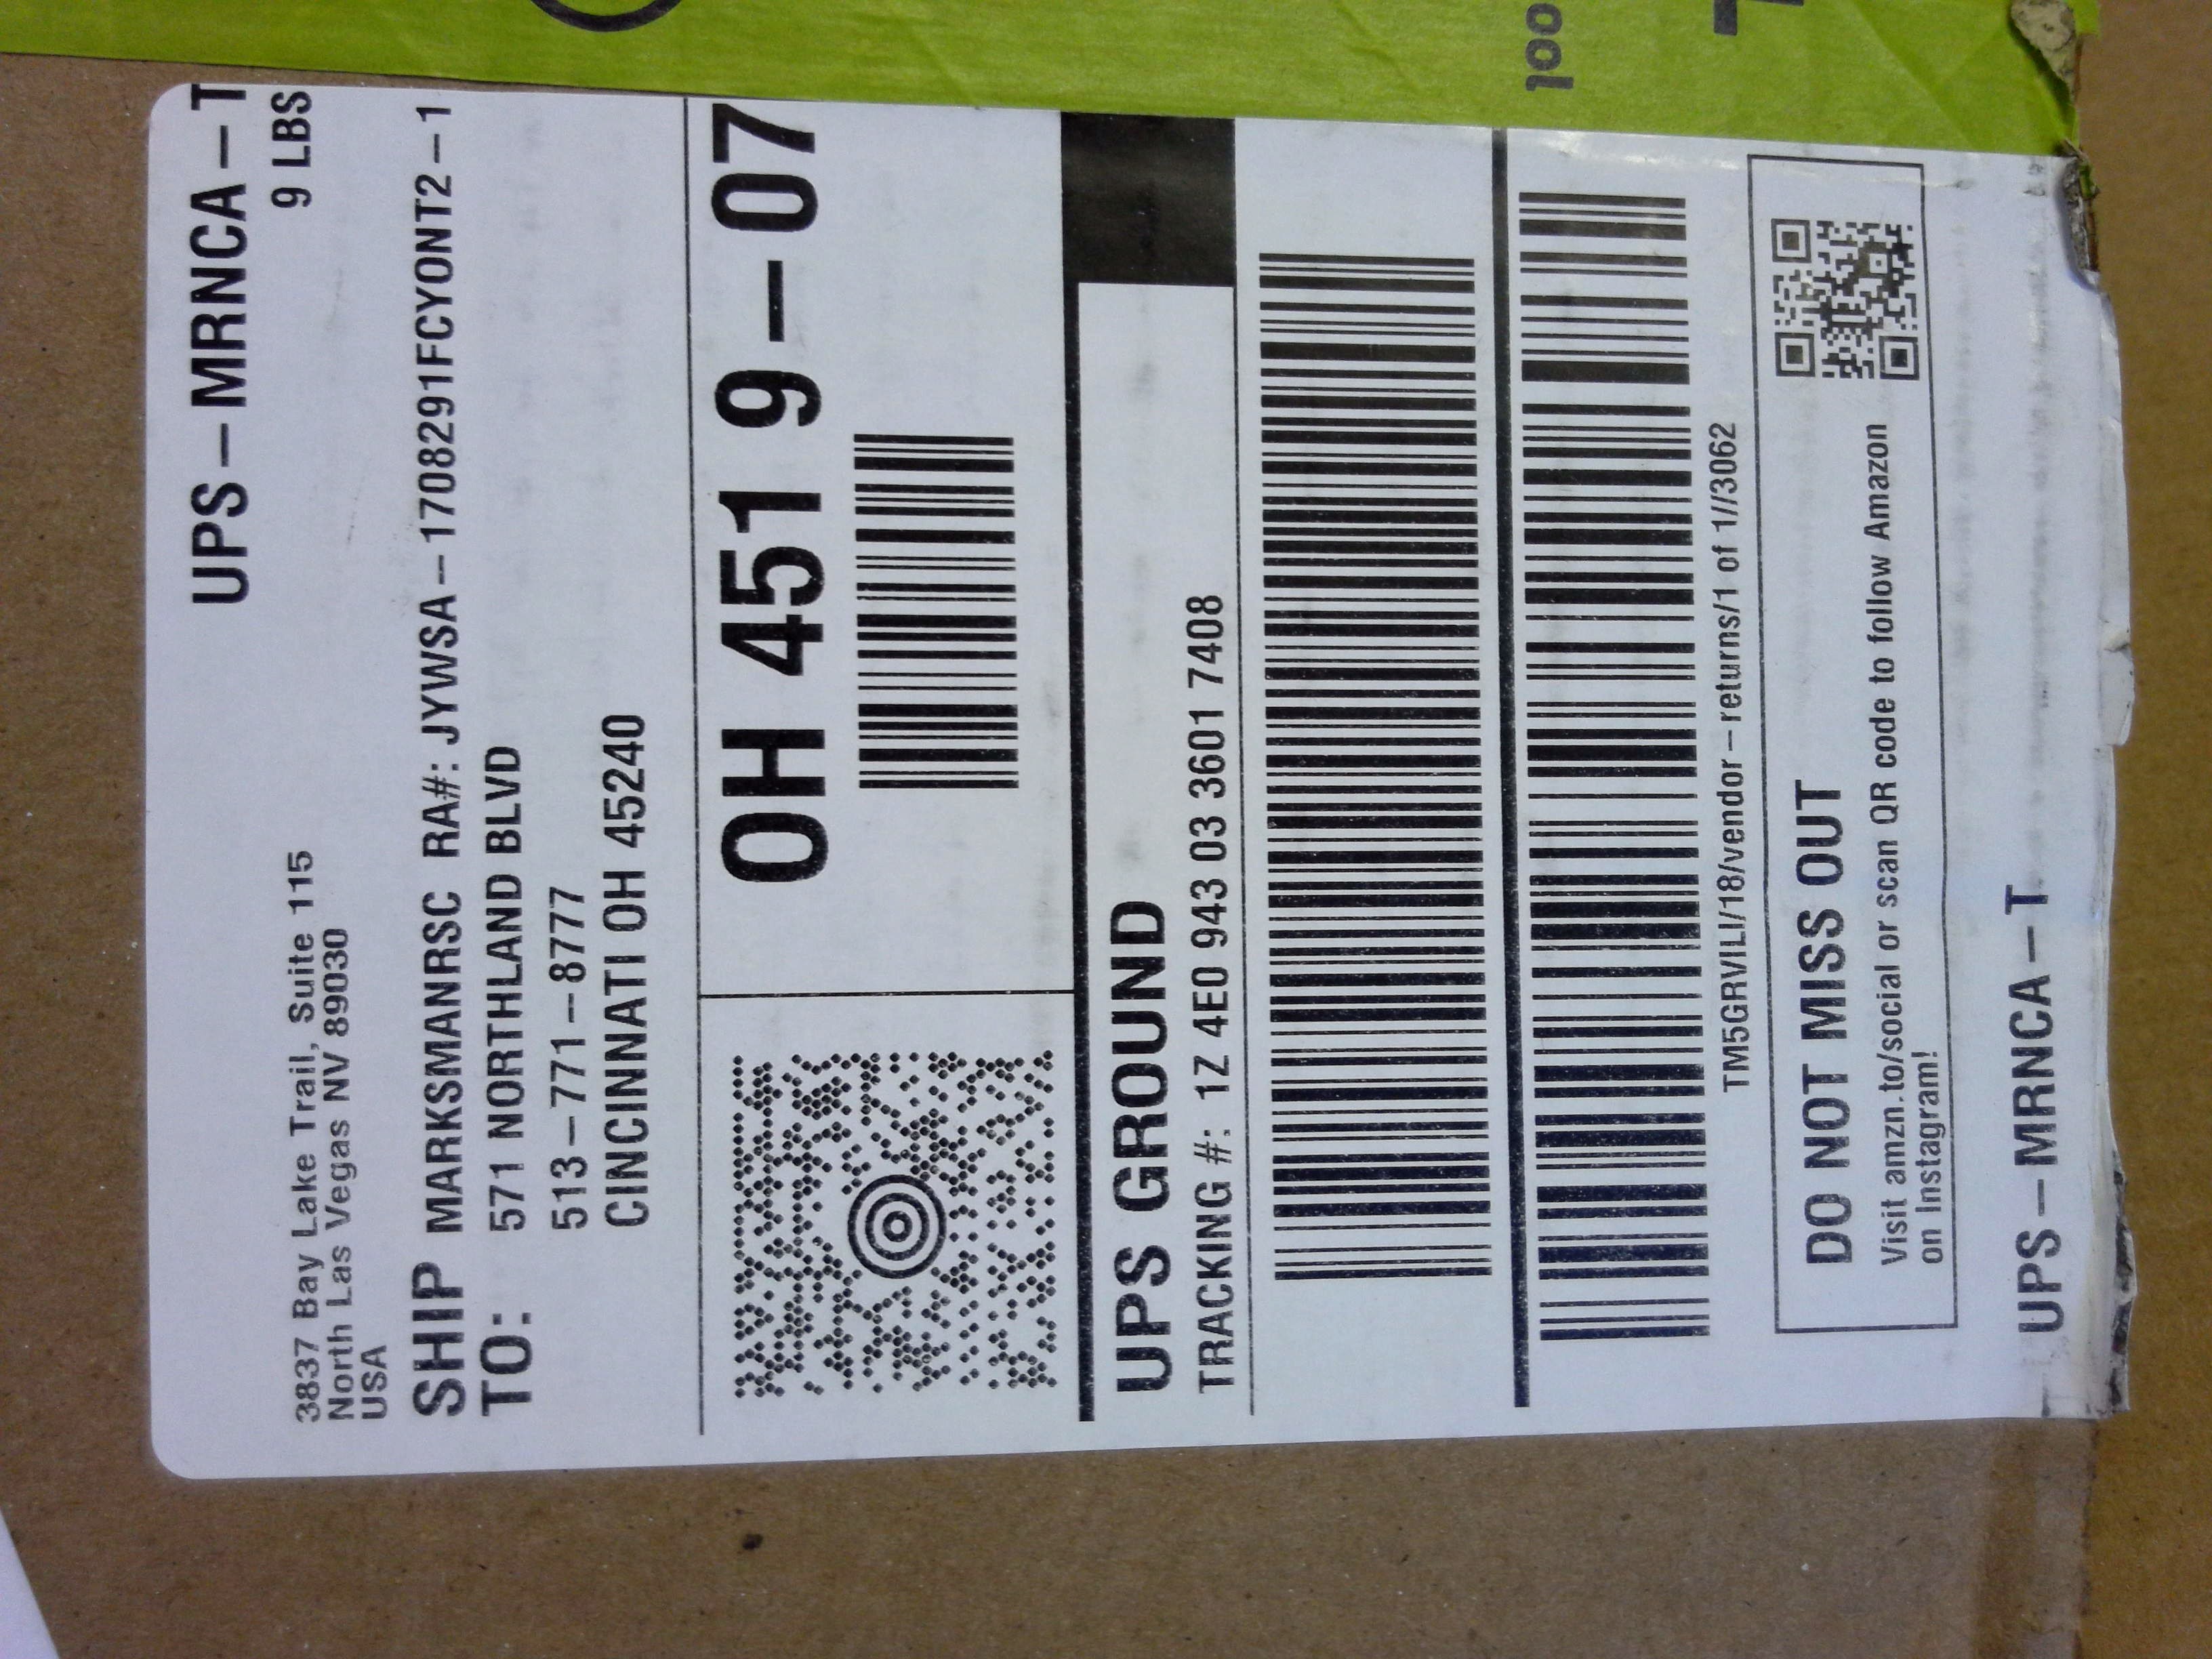 UPS-MRNCA-T
9 LBS
3837 Bay Lake Trail, Suite 115
North Las Vegas NV 89030
USA
SHIP TO:
MARKSMANRSC RA#: JYWSA-1708291FCYONT2-1
571 NORTHLAND BLVD
513-771-8777
CINCINNATI OH 45240
OH 451 9-07
UPS GROUND
TRACKING #: 1Z 4E0 943 03 3601 7408
TM5GRVILI/18/vendor-returns/1 of 1//3062
DO NOT MISS OUT
Visit amzn.to/social or scan QR code to follow Amazon
on Instagram!
UPS-MRNCA-T